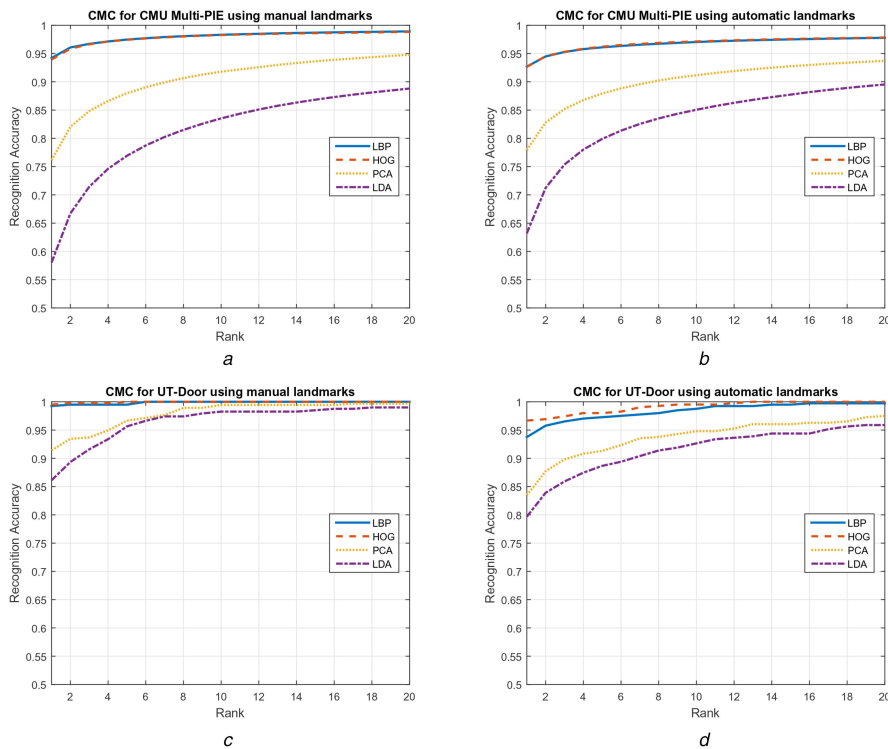 CMC for CMU Multi-PIE using manual landmarks
1
0.95
0.9
0.85
0.8
0.75
0.7
0.65
0.6
0.55
0.5
Recognition Accuracy
LBP
HOG
PCA
LDA
2 4 6 8 10 12 14 16 18 20
Rank
a
CMC for CMU Multi-PIE using automatic landmarks
1
0.95
0.9
0.85
0.8
0.75
0.7
0.65
0.6
0.55
0.5
Recognition Accuracy
LBP
HOG
PCA
LDA
2 4 6 8 10 12 14 16 18 20
Rank
b
CMC for UT-Door using manual landmarks
1
0.95
0.9
0.85
0.8
0.75
0.7
0.65
0.6
0.55
0.5
Recognition Accuracy
LBP
HOG
PCA
LDA
2 4 6 8 10 12 14 16 18 20
Rank
c
CMC for UT-Door using automatic landmarks
1
0.95
0.9
0.85
0.8
0.75
0.7
0.65
0.6
0.55
0.5
Recognition Accuracy
LBP
HOG
PCA
LDA
2 4 6 8 10 12 14 16 18 20
Rank
d